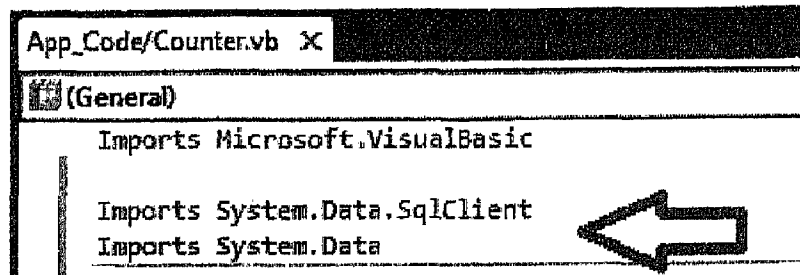 App_Code/Counter.vb X
(General)
Imports Microsoft.VisualBasic
Imports System.Data.SqlClient
Imports System.Data